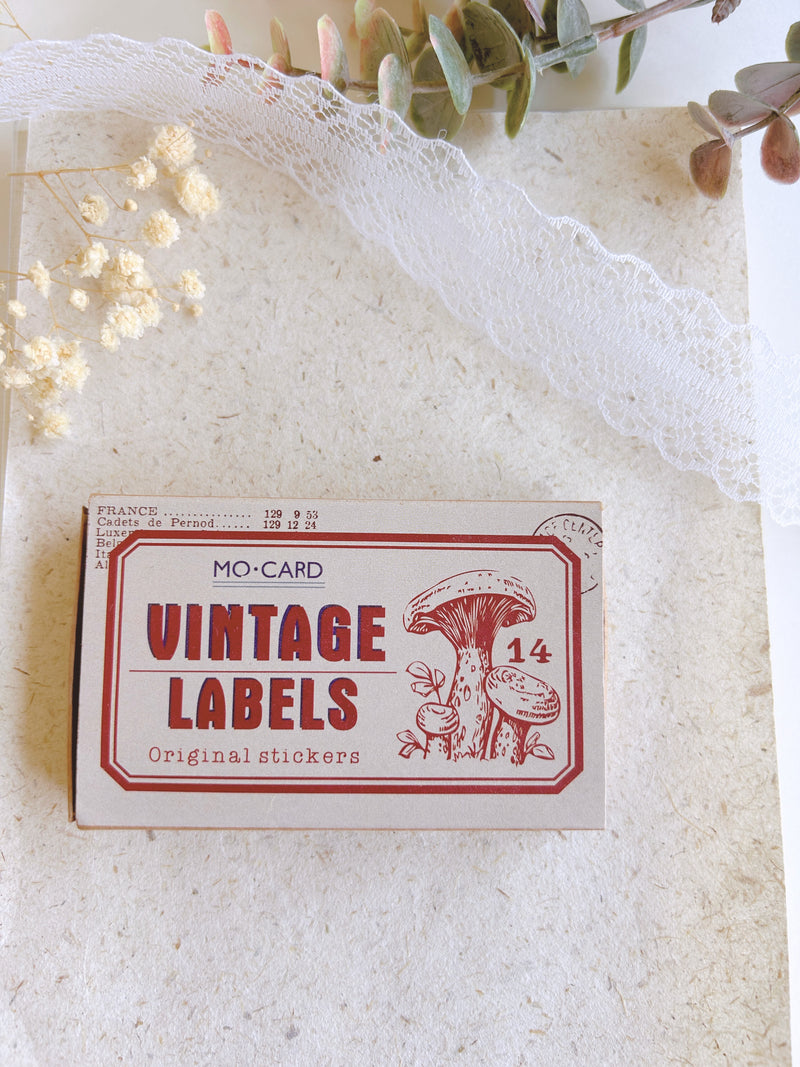 FRANCE ............... 129 9 53
Cadets de Pernod...... 129 12 24
MO·CARD
VINTAGE
LABELS
14
Original stickers